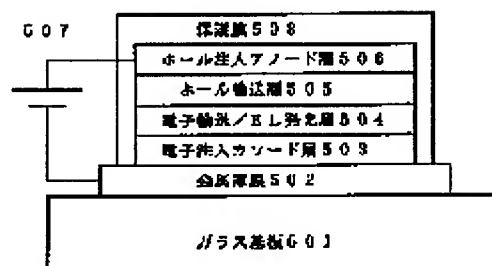 507
保護膜508
ホール注入アノード層506
ホール輸送層505
電子輸送／EL発光層504
電子注入カソード層503
金属薄膜502
ガラス基板501